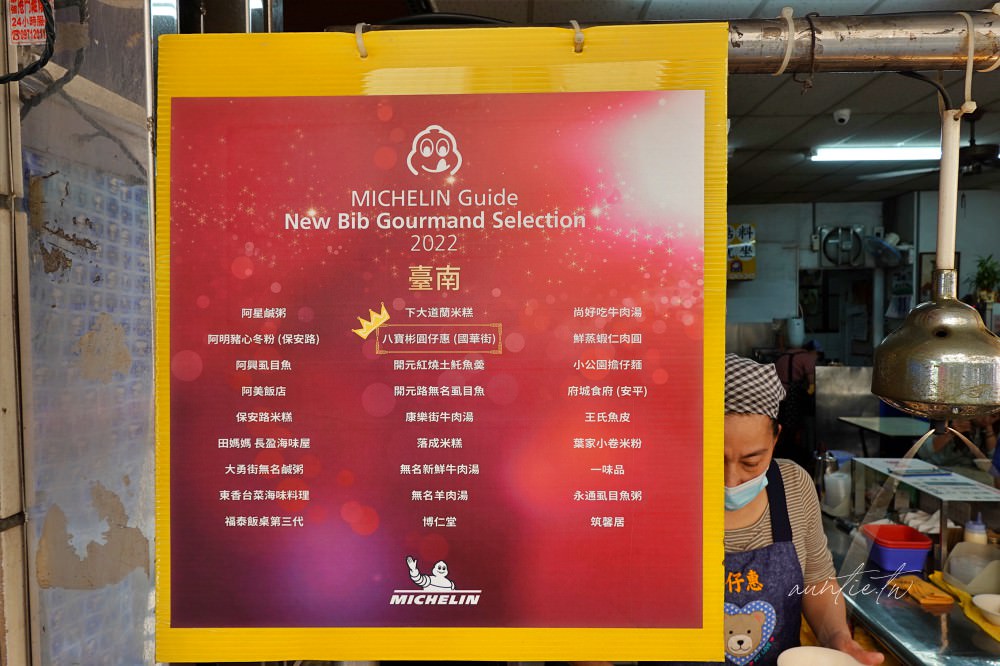 24小時服
MICHELIN Guide
New Bib Gourmand Selection
2022
臺南
阿星鹹粥
阿明豬心冬粉 (保安路)
阿興虱目魚
阿美飯店
保安路米糕
田媽媽 長盈海味屋
大勇街無名鹹粥
東香台菜海味料理
福泰飯桌第三代
下大道蘭米糕
八寶彬圓仔惠 (國華街)
開元紅燒土魠魚羹
開元路無名虱目魚
康樂街牛肉湯
落成米糕
無名新鮮牛肉湯
無名羊肉湯
博仁堂
尚好吃牛肉湯
鮮蒸蝦仁肉圓
小公園擔仔麵
府城食府 (安平)
王氏魚皮
葉家小卷米粉
一味品
永通虱目魚粥
筑馨居
MICHELIN
仔惠
auntie.tw